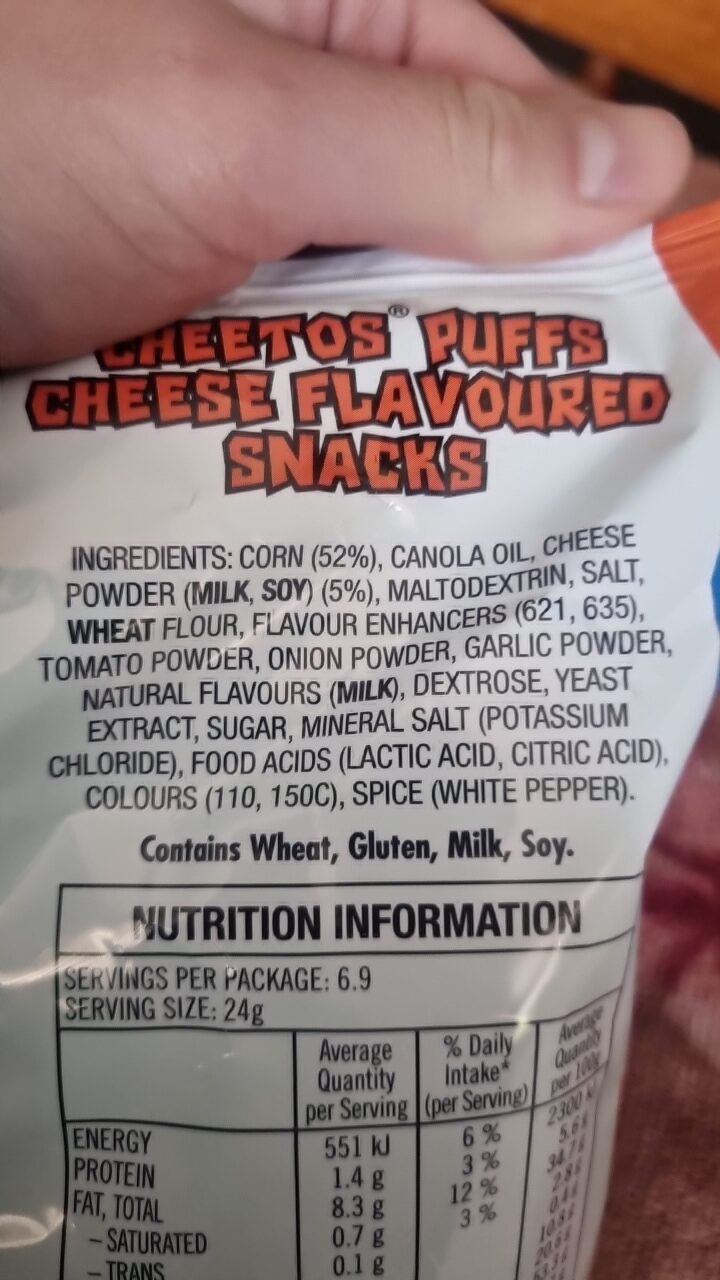 CHEETOS® PUFFS
CHEESE FLAVOURED
SNACKS
INGREDIENTS: CORN (52%), CANOLA OIL, CHEESE
POWDER (MILK, SOY) (5%), MALTODEXTRIN, SALT,
WHEAT FLOUR, FLAVOUR ENHANCERS (621, 635),
TOMATO POWDER, ONION POWDER, GARLIC POWDER,
NATURAL FLAVOURS (MILK), DEXTROSE, YEAST
EXTRACT, SUGAR, MINERAL SALT (POTASSIUM
CHLORIDE), FOOD ACIDS (LACTIC ACID, CITRIC ACID),
COLOURS (110, 150C), SPICE (WHITE PEPPER).
Contains Wheat, Gluten, Milk, Soy.
NUTRITION INFORMATION
SERVINGS PER PACKAGE: 6.9
SERVING SIZE: 24g
Average Quantity per Serving % Daily Intake* (per Serving) Average Quantity per 100g
ENERGY 551 kJ 6 % 2300 kJ
PROTEIN 1.4 g 3 %
FAT, TOTAL 8.3 g 12 %
– SATURATED 0.7 g 3 %
– TRANS 0.1 g